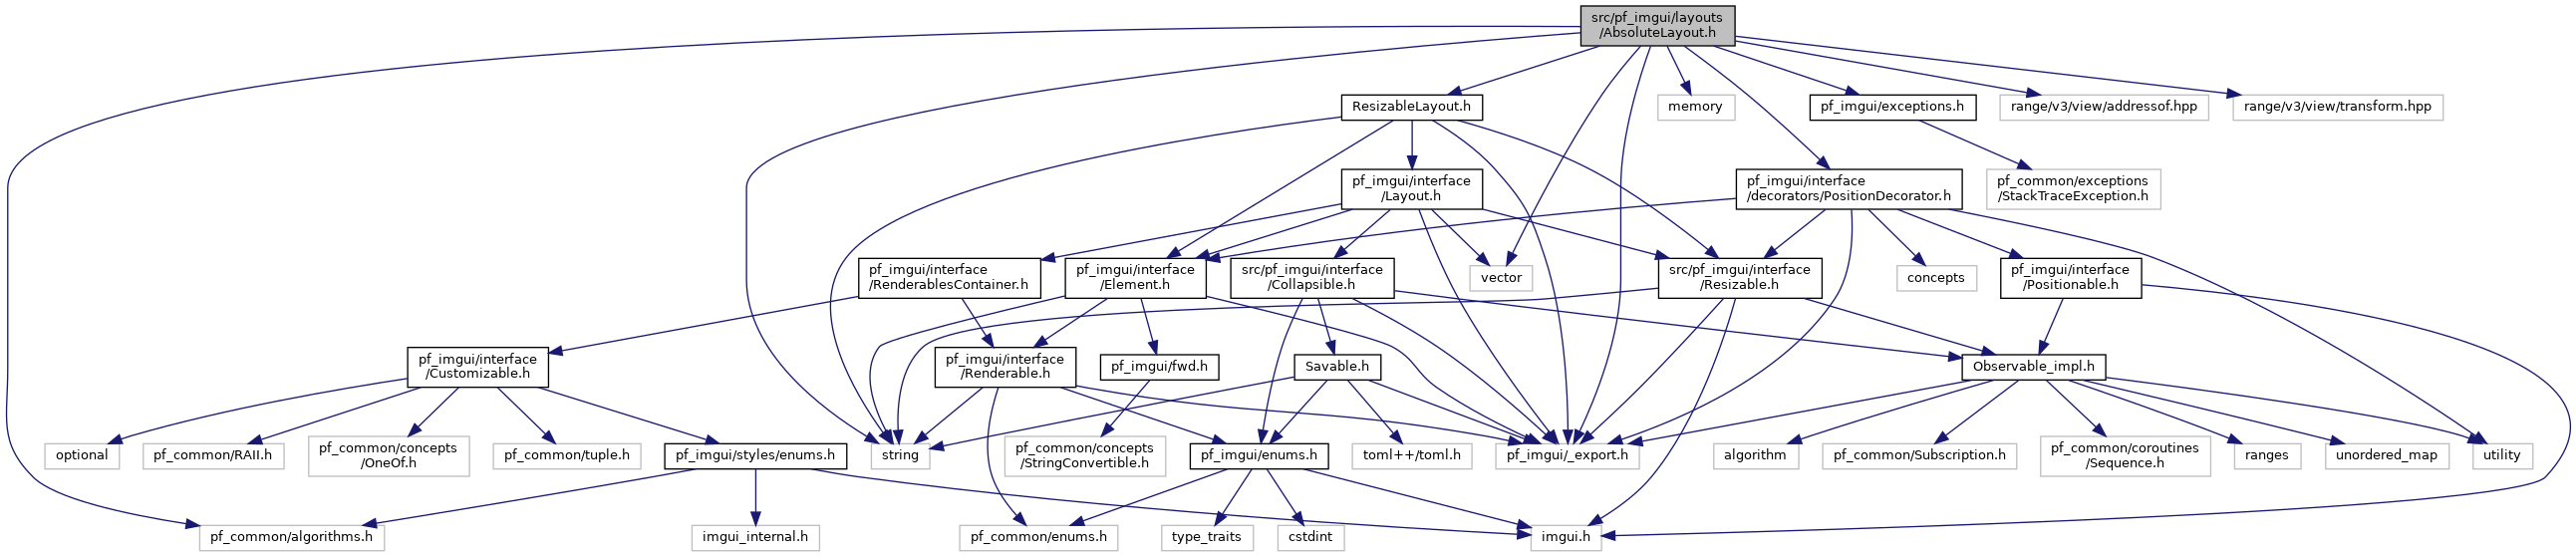 src/pf_imgui/layouts
/AbsoluteLayout.h
ResizableLayout.h
memory
pf_imgui/exceptions.h
range/v3/view/addressof.hpp
range/v3/view/transform.hpp
pf_imgui/interface
/Layout.h
pf_imgui/interface
/decorators/PositionDecorator.h
pf_common/exceptions
/StackTraceException.h
pf_imgui/interface
/RenderablesContainer.h
pf_imgui/interface
/Element.h
src/pf_imgui/interface
/Collapsible.h
vector
src/pf_imgui/interface
/Resizable.h
concepts
pf_imgui/interface
/Positionable.h
pf_imgui/interface
/Customizable.h
pf_imgui/interface
/Renderable.h
pf_imgui/fwd.h
Savable.h
Observable_impl.h
optional
pf_common/RAII.h
pf_common/concepts
/OneOf.h
pf_common/tuple.h
pf_imgui/styles/enums.h
string
pf_common/concepts
/StringConvertible.h
pf_imgui/enums.h
toml++/toml.h
pf_imgui/_export.h
algorithm
pf_common/Subscription.h
pf_common/coroutines
/Sequence.h
ranges
unordered_map
utility
pf_common/algorithms.h
imgui_internal.h
pf_common/enums.h
type_traits
cstdint
imgui.h